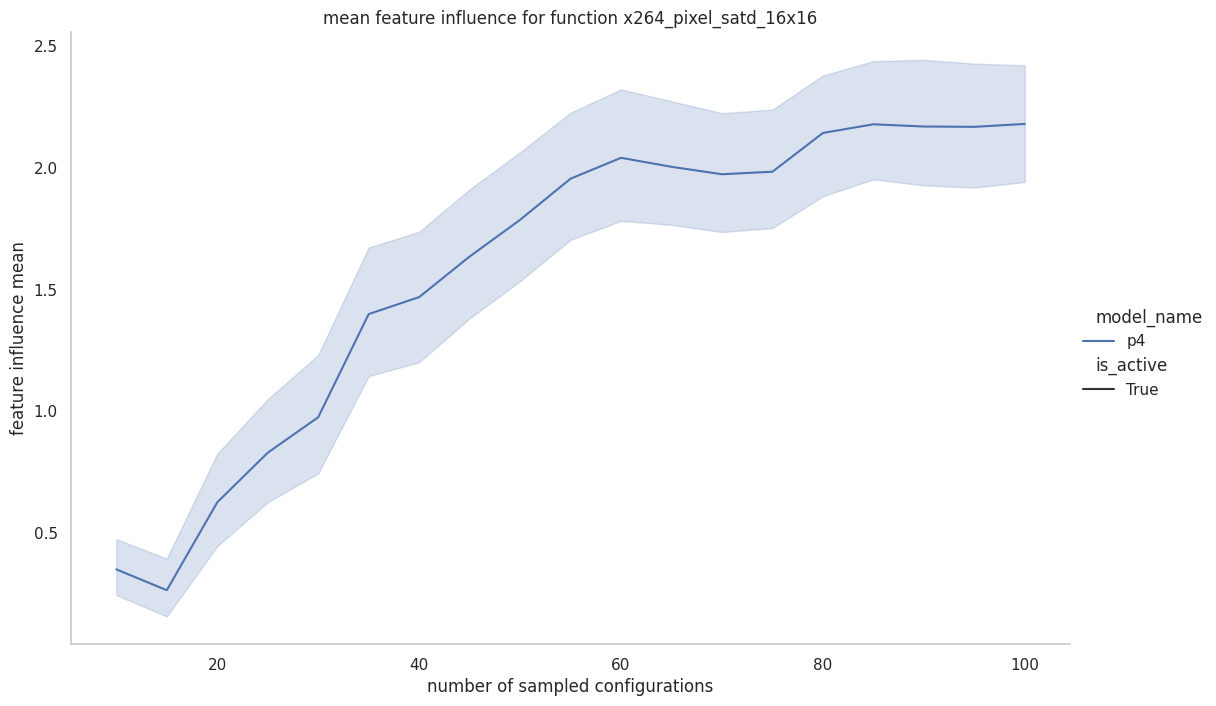 mean feature influence for function x264_pixel_satd_16x16
2.5
2.0
1.5
1.0
0.5
feature influence mean
20 40 60 80 100
number of sampled configurations
model_name
p4
is_active
True